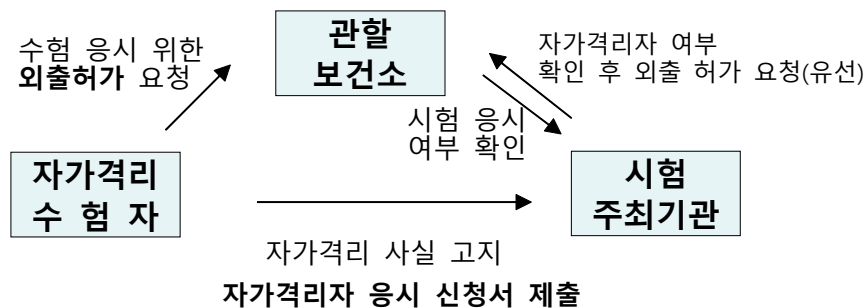 수험 응시 위한
외출허가 요청
관할
보건소
자가격리자 여부
확인 후 외출 허가 요청(유선)
시험 응시
여부 확인
자가격리
수 험 자
시험
주최기관
자가격리 사실 고지
자가격리자 응시 신청서 제출